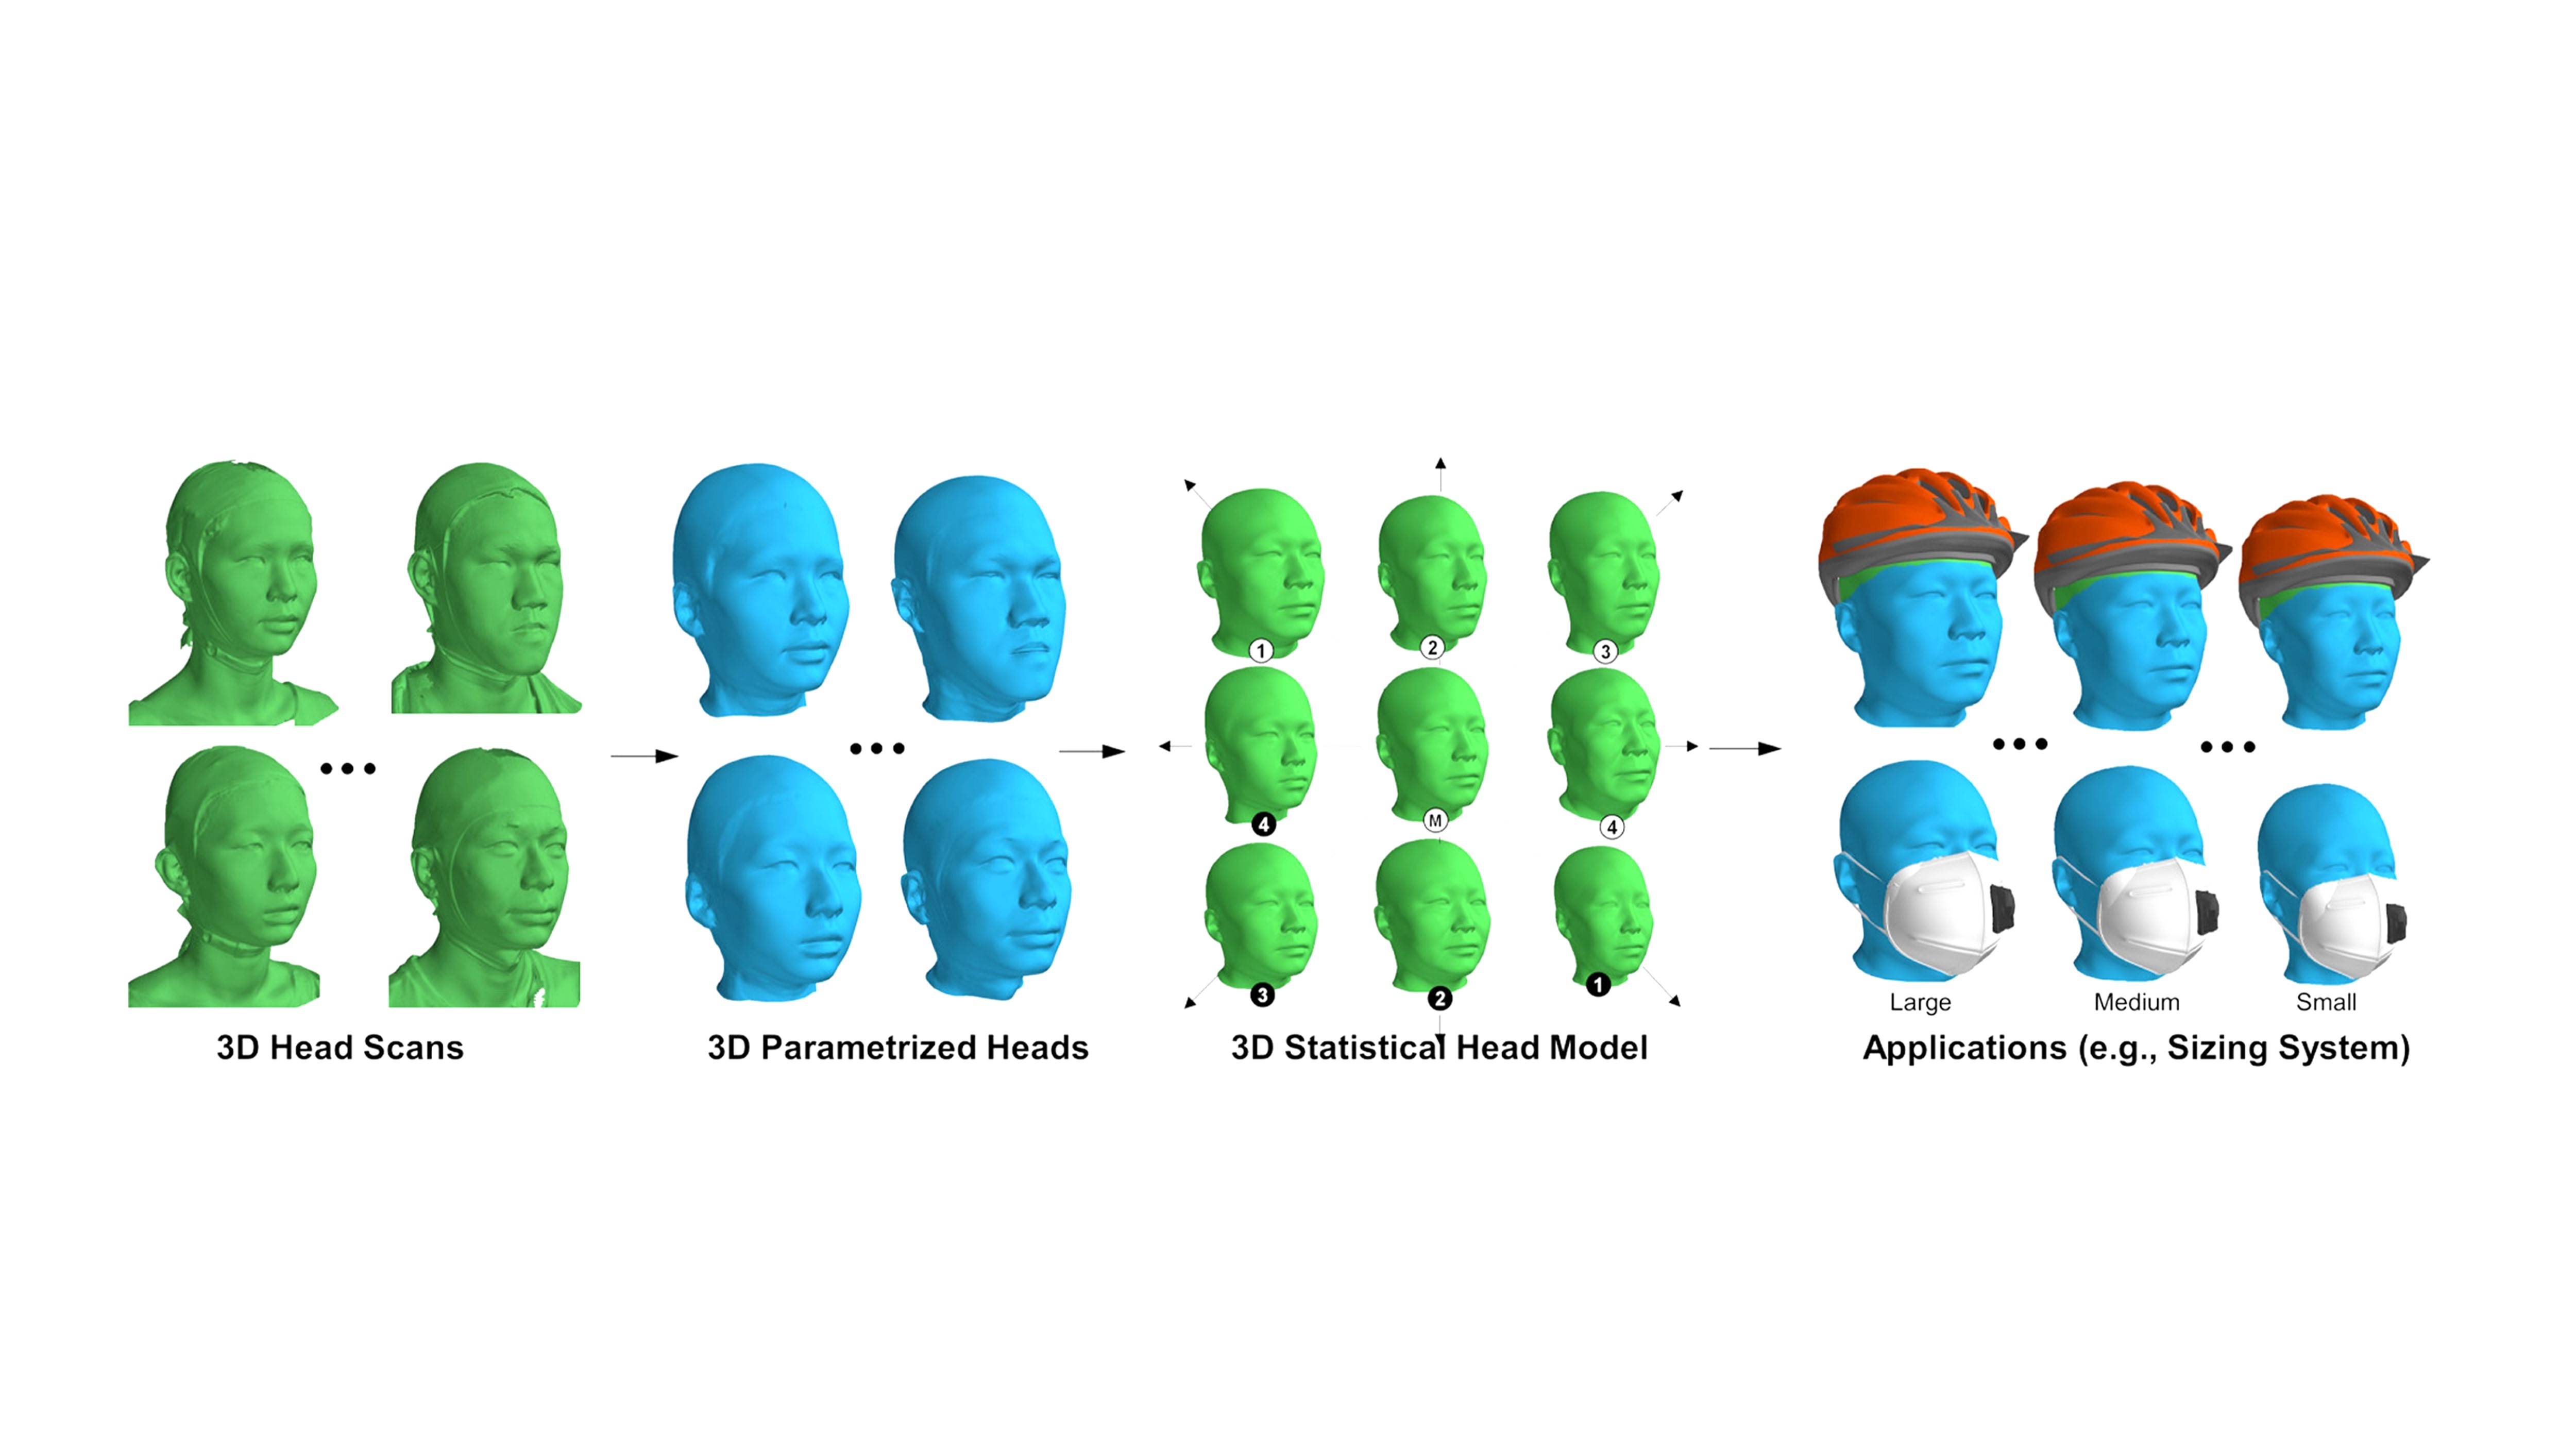 1
2
3
4
M
4
3
2
1
Large
Medium
Small
3D Head Scans
3D Parametrized Heads
3D Statistical Head Model
Applications (e.g., Sizing System)